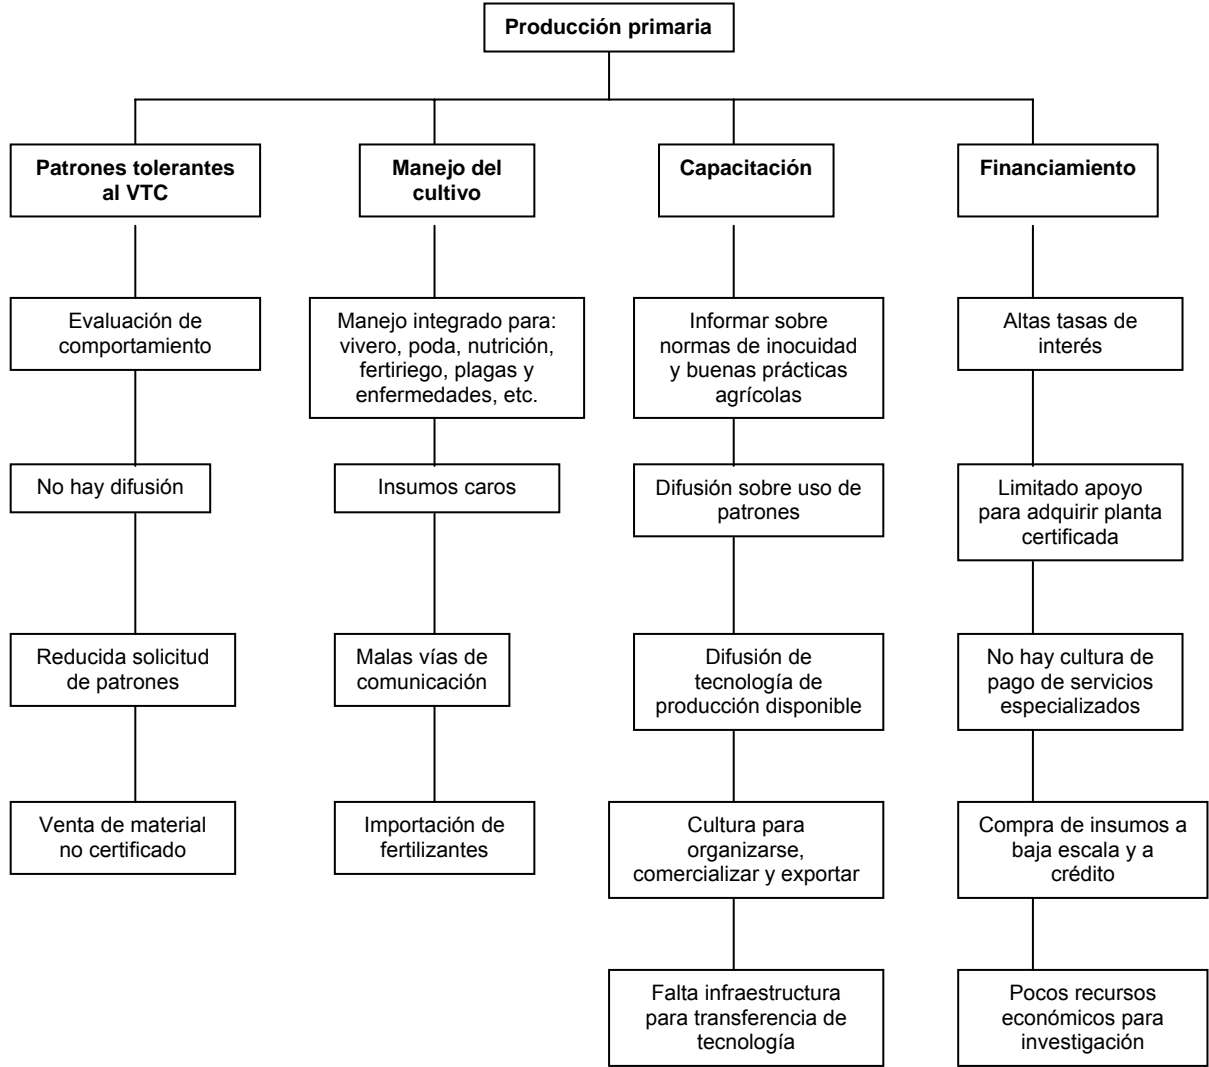 Producción primaria
Patrones tolerantes
al VTC
Manejo del
cultivo
Capacitación
Financiamiento
Evaluación de
comportamiento
Manejo integrado para:
vivero, poda, nutrición,
fertiriego, plagas y
enfermedades, etc.
Informar sobre
normas de inocuidad
y buenas prácticas
agrícolas
Altas tasas de
interés
No hay difusión
Insumos caros
Difusión sobre uso de
patrones
Limitado apoyo
para adquirir planta
certificada
Reducida solicitud
de patrones
Malas vías de
comunicación
Difusión de
tecnología de
producción disponible
No hay cultura de
pago de servicios
especializados
Venta de material
no certificado
Importación de
fertilizantes
Cultura para
organizarse,
comercializar y exportar
Compra de insumos a
baja escala y a
crédito
Falta infraestructura
para transferencia de
tecnología
Pocos recursos
económicos para
investigación